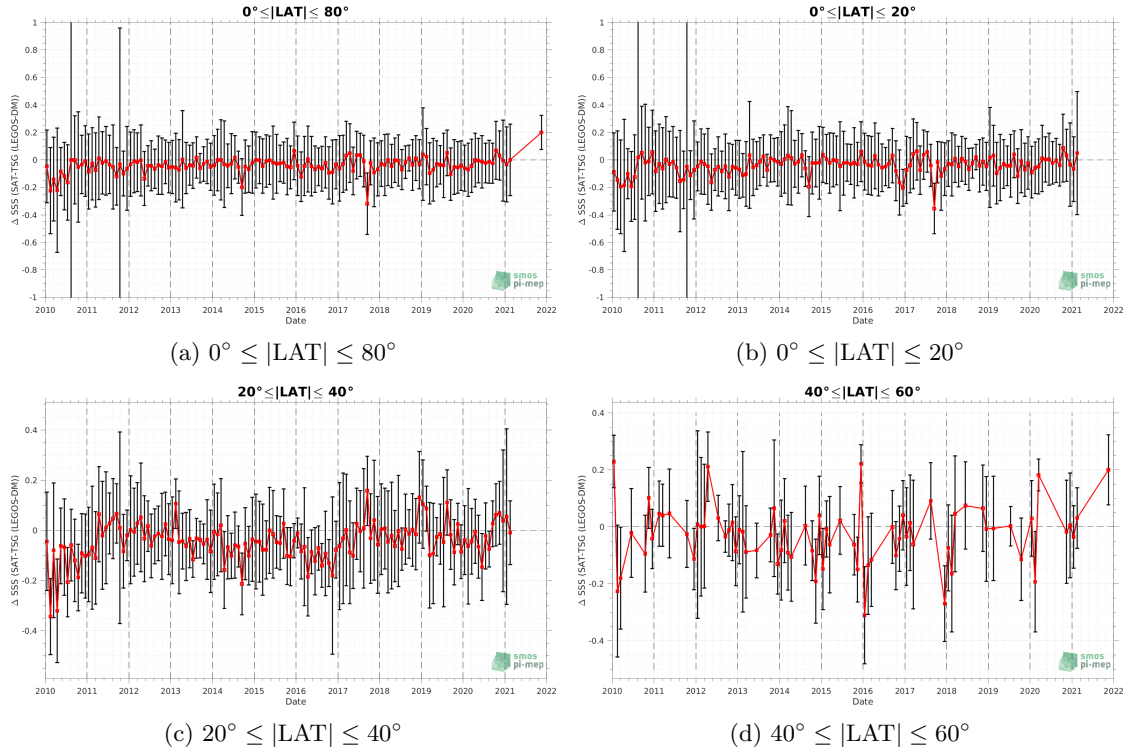 0°≤|LAT|≤ 80°
Δ SSS (SAT-TSG (LEGOS-DM))
1
0.8
0.6
0.4
0.2
0
-0.2
-0.4
-0.6
-0.8
-1
2010 2011 2012 2013 2014 2015 2016 2017 2018 2019 2020 2021 2022
Date
smos
pi-mep
(a) 0° ≤ |LAT| ≤ 80°
0°≤|LAT|≤ 20°
Δ SSS (SAT-TSG (LEGOS-DM))
1
0.8
0.6
0.4
0.2
0
-0.2
-0.4
-0.6
-0.8
-1
2010 2011 2012 2013 2014 2015 2016 2017 2018 2019 2020 2021 2022
Date
smos
pi-mep
(b) 0° ≤ |LAT| ≤ 20°
20°≤|LAT|≤ 40°
Δ SSS (SAT-TSG (LEGOS-DM))
0.4
0.2
0
-0.2
-0.4
2010 2011 2012 2013 2014 2015 2016 2017 2018 2019 2020 2021 2022
Date
smos
pi-mep
(c) 20° ≤ |LAT| ≤ 40°
40°≤|LAT|≤ 60°
Δ SSS (SAT-TSG (LEGOS-DM))
0.4
0.2
0
-0.2
-0.4
2010 2011 2012 2013 2014 2015 2016 2017 2018 2019 2020 2021 2022
Date
smos
pi-mep
(d) 40° ≤ |LAT| ≤ 60°